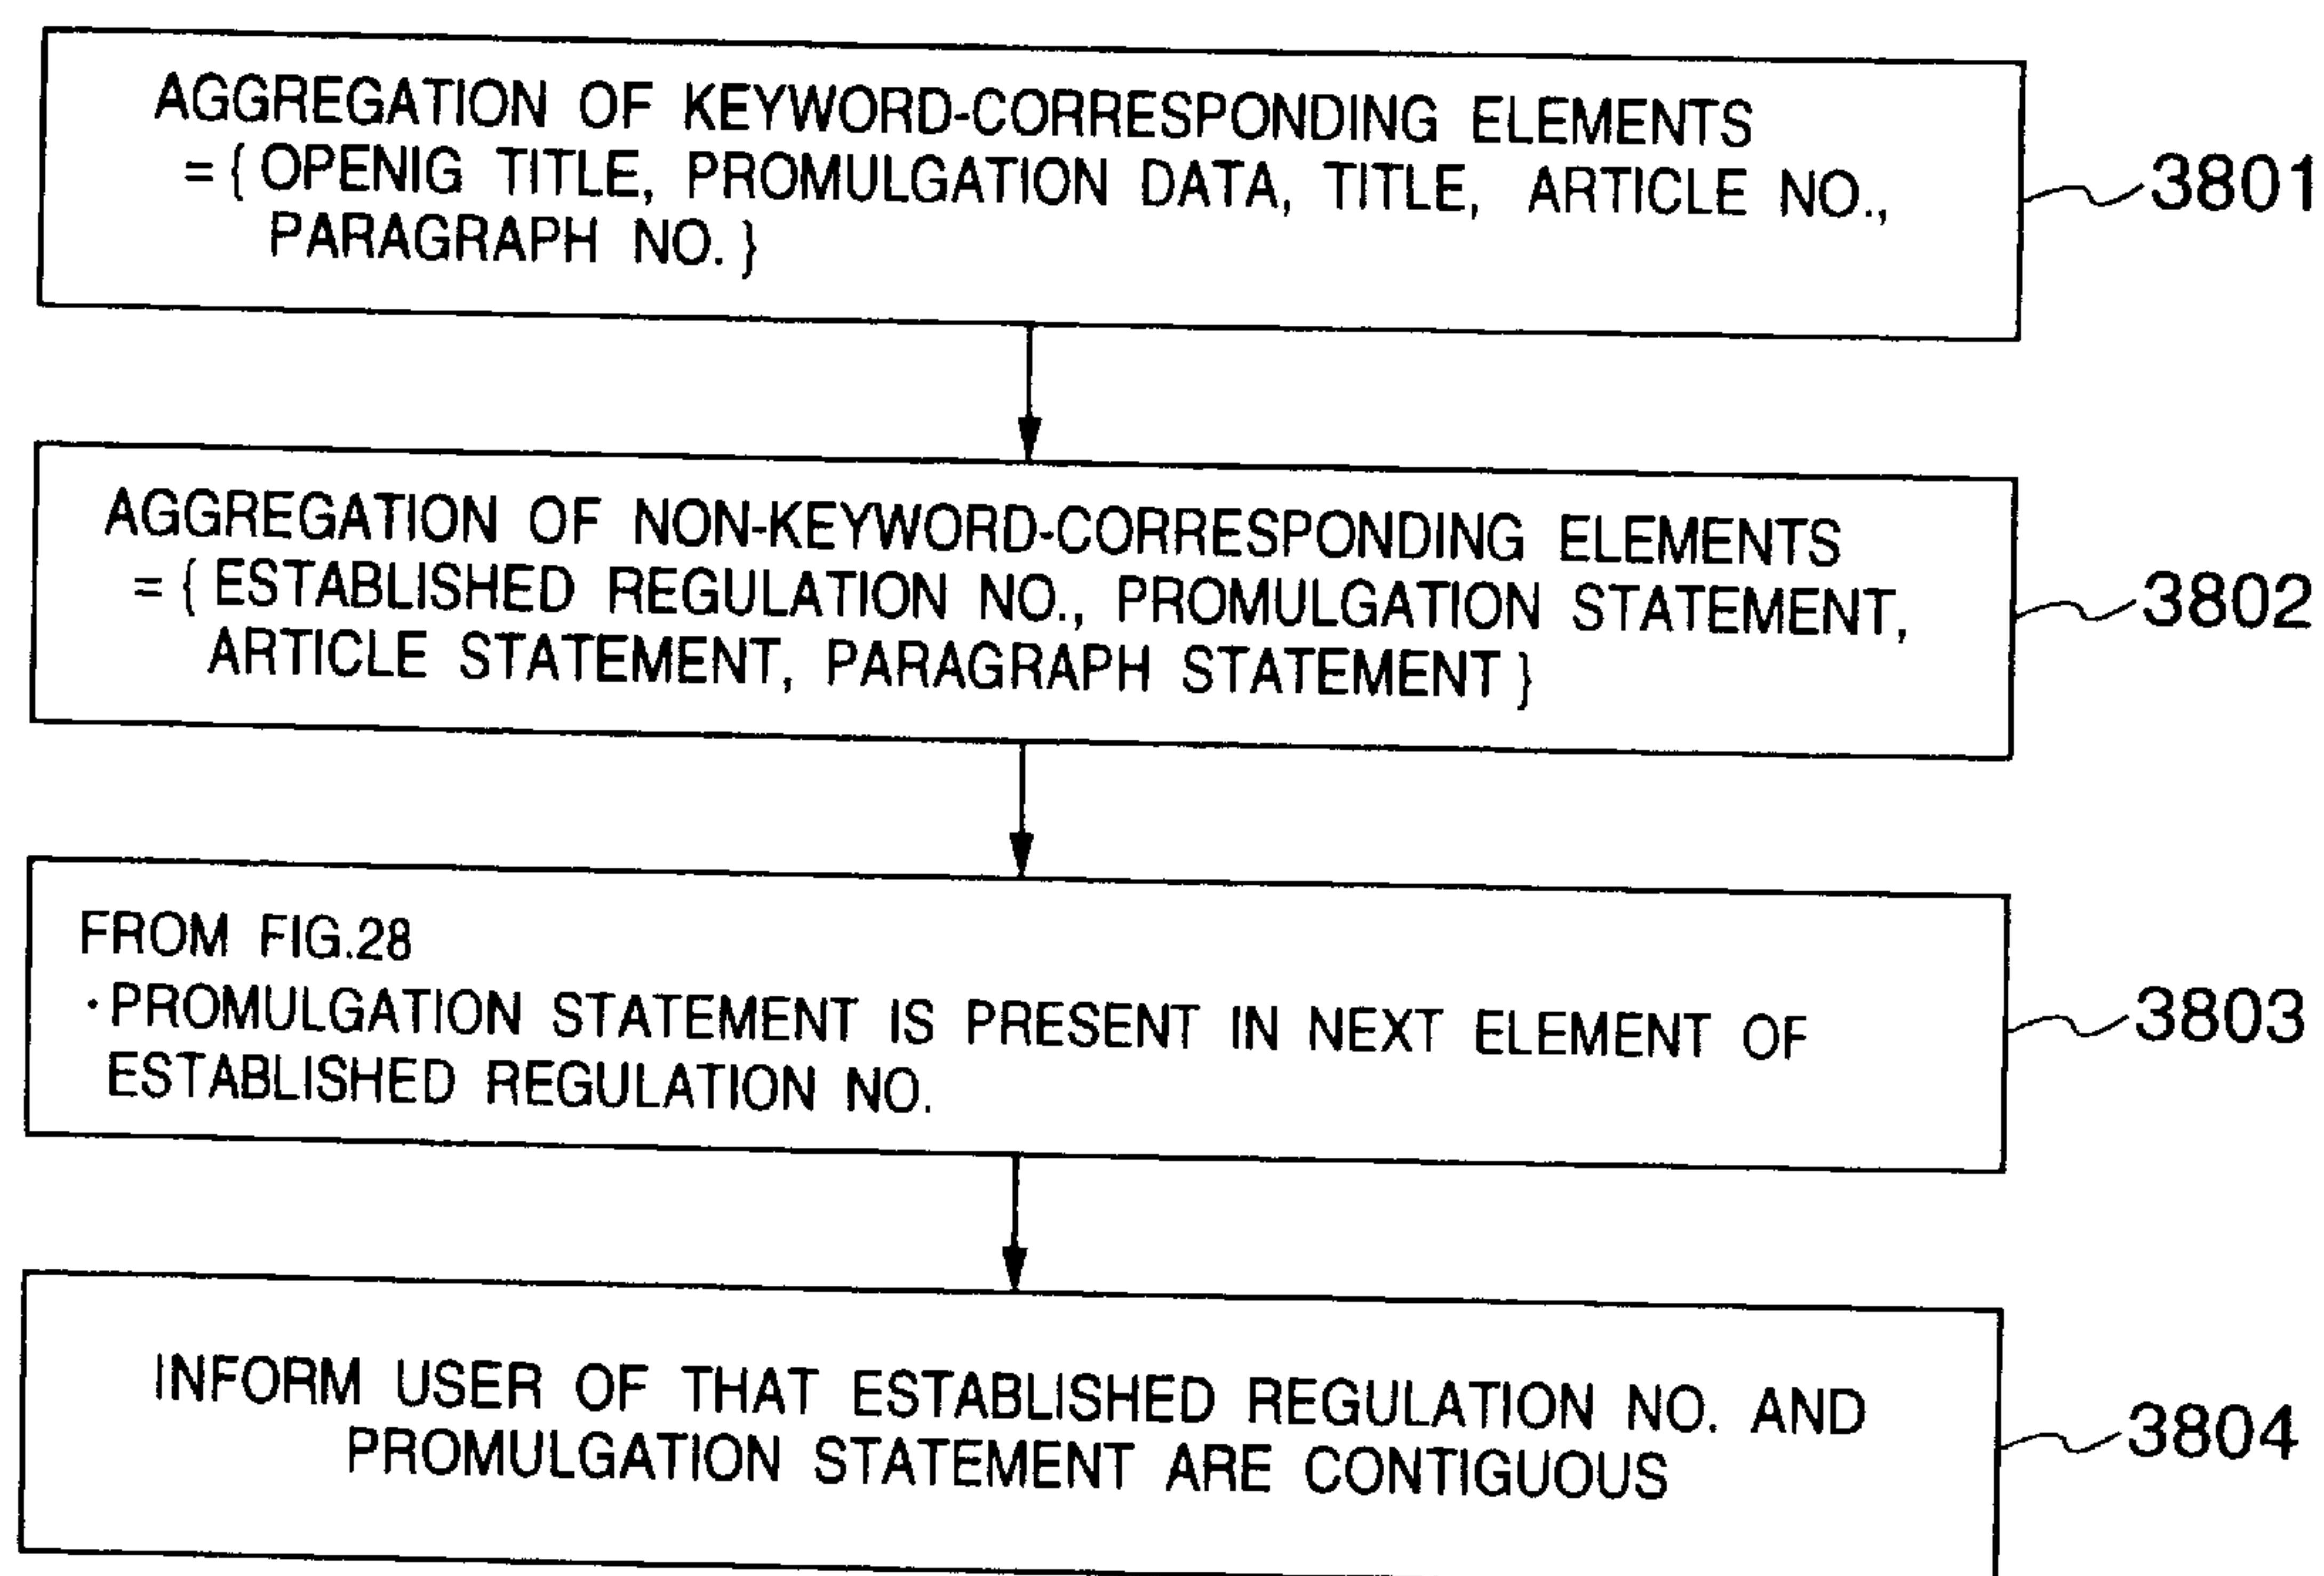 AGGREGATION OF KEYWORD-CORRESPONDING ELEMENTS
= { OPENIG TITLE, PROMULGATION DATA, TITLE, ARTICLE NO.,
PARAGRAPH NO. }
3801
AGGREGATION OF NON-KEYWORD-CORRESPONDING ELEMENTS
= { ESTABLISHED REGULATION NO., PROMULGATION STATEMENT,
ARTICLE STATEMENT, PARAGRAPH STATEMENT }
3802
FROM FIG.28
・PROMULGATION STATEMENT IS PRESENT IN NEXT ELEMENT OF
ESTABLISHED REGULATION NO.
3803
INFORM USER OF THAT ESTABLISHED REGULATION NO. AND
PROMULGATION STATEMENT ARE CONTIGUOUS
3804